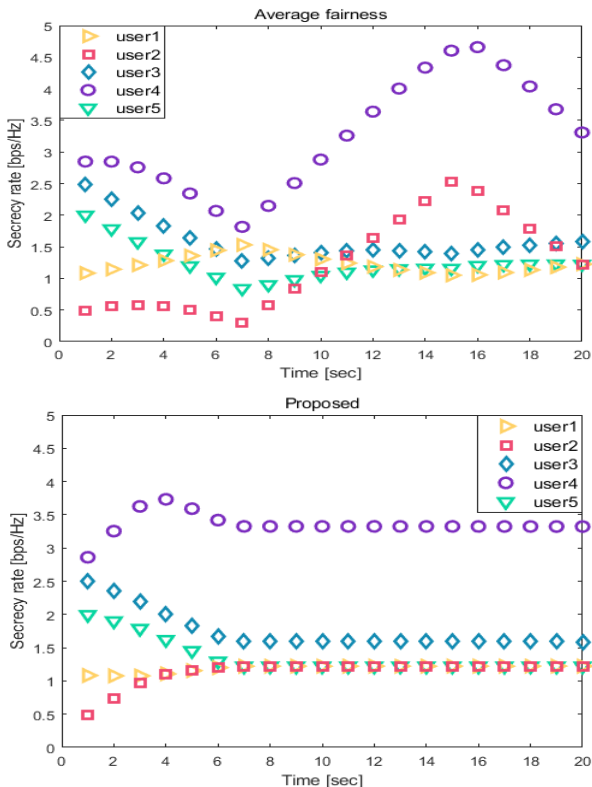 Average fairness
Secrecy rate [bps/Hz]
5
4.5
4
3.5
3
2.5
2
1.5
1
0.5
0
user1
user2
user3
user4
user5
0 2 4 6 8 10 12 14 16 18 20
Time [sec]
Proposed
Secrecy rate [bps/Hz]
5
4.5
4
3.5
3
2.5
2
1.5
1
0.5
0
user1
user2
user3
user4
user5
0 2 4 6 8 10 12 14 16 18 20
Time [sec]